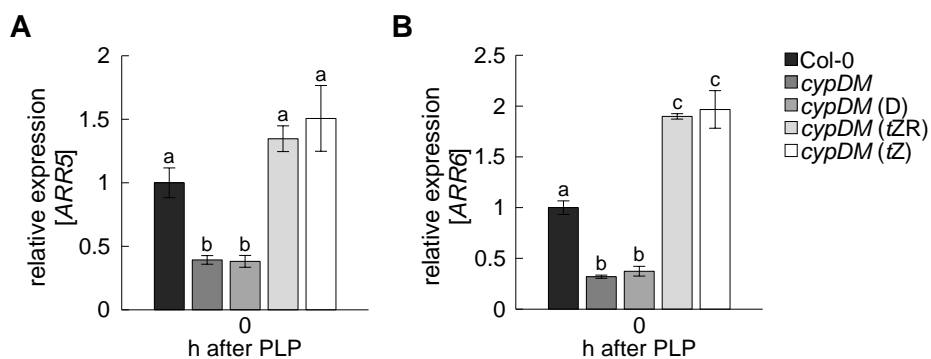 A
relative expression
[ARR5]
2
1.5
1
0.5
0
a
b
b
a
a
0
h after PLP
B
relative expression
[ARR6]
2.5
2
1.5
1
0.5
0
a
b
b
c
c
0
h after PLP
Col-0
cypDM
cypDM (D)
cypDM (tZR)
cypDM (tZ)